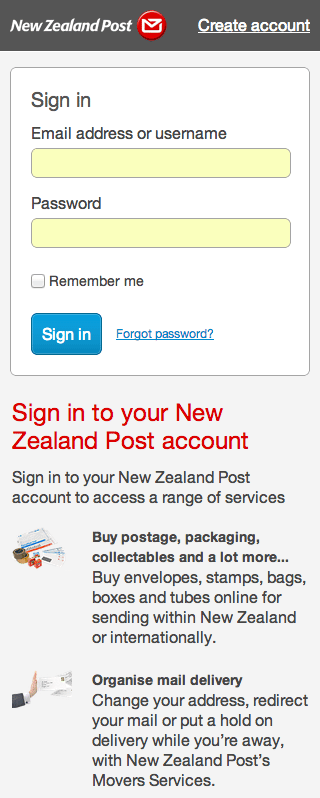 New Zealand Post
Create account
Sign in
Email address or username
Password
Remember me
Sign in
Forgot password?
Sign in to your New
Zealand Post account
Sign in to your New Zealand Post
account to access a range of services
Buy postage, packaging,
collectables and a lot more...
Buy envelopes, stamps, bags,
boxes and tubes online for
sending within New Zealand
or internationally.
Organise mail delivery
Change your address, redirect
your mail or put a hold on
delivery while you’re away,
with New Zealand Post’s
Movers Services.